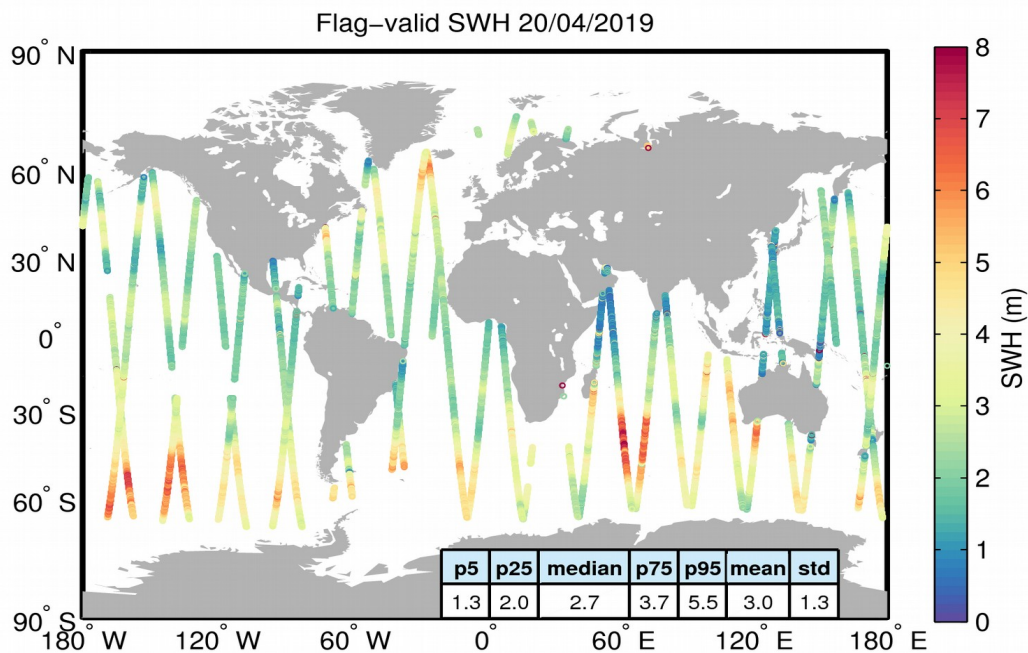 Flag−valid SWH 20/04/2019
90° N
60° N
30° N
0°
30° S
60° S
90° S
180° W
120° W
60° W
0°
60° E
120° E
180° E
p5 p25 median p75 p95 mean std
1.3 2.0 2.7 3.7 5.5 3.0 1.3
8
7
6
5
4
3
2
1
0
SWH (m)